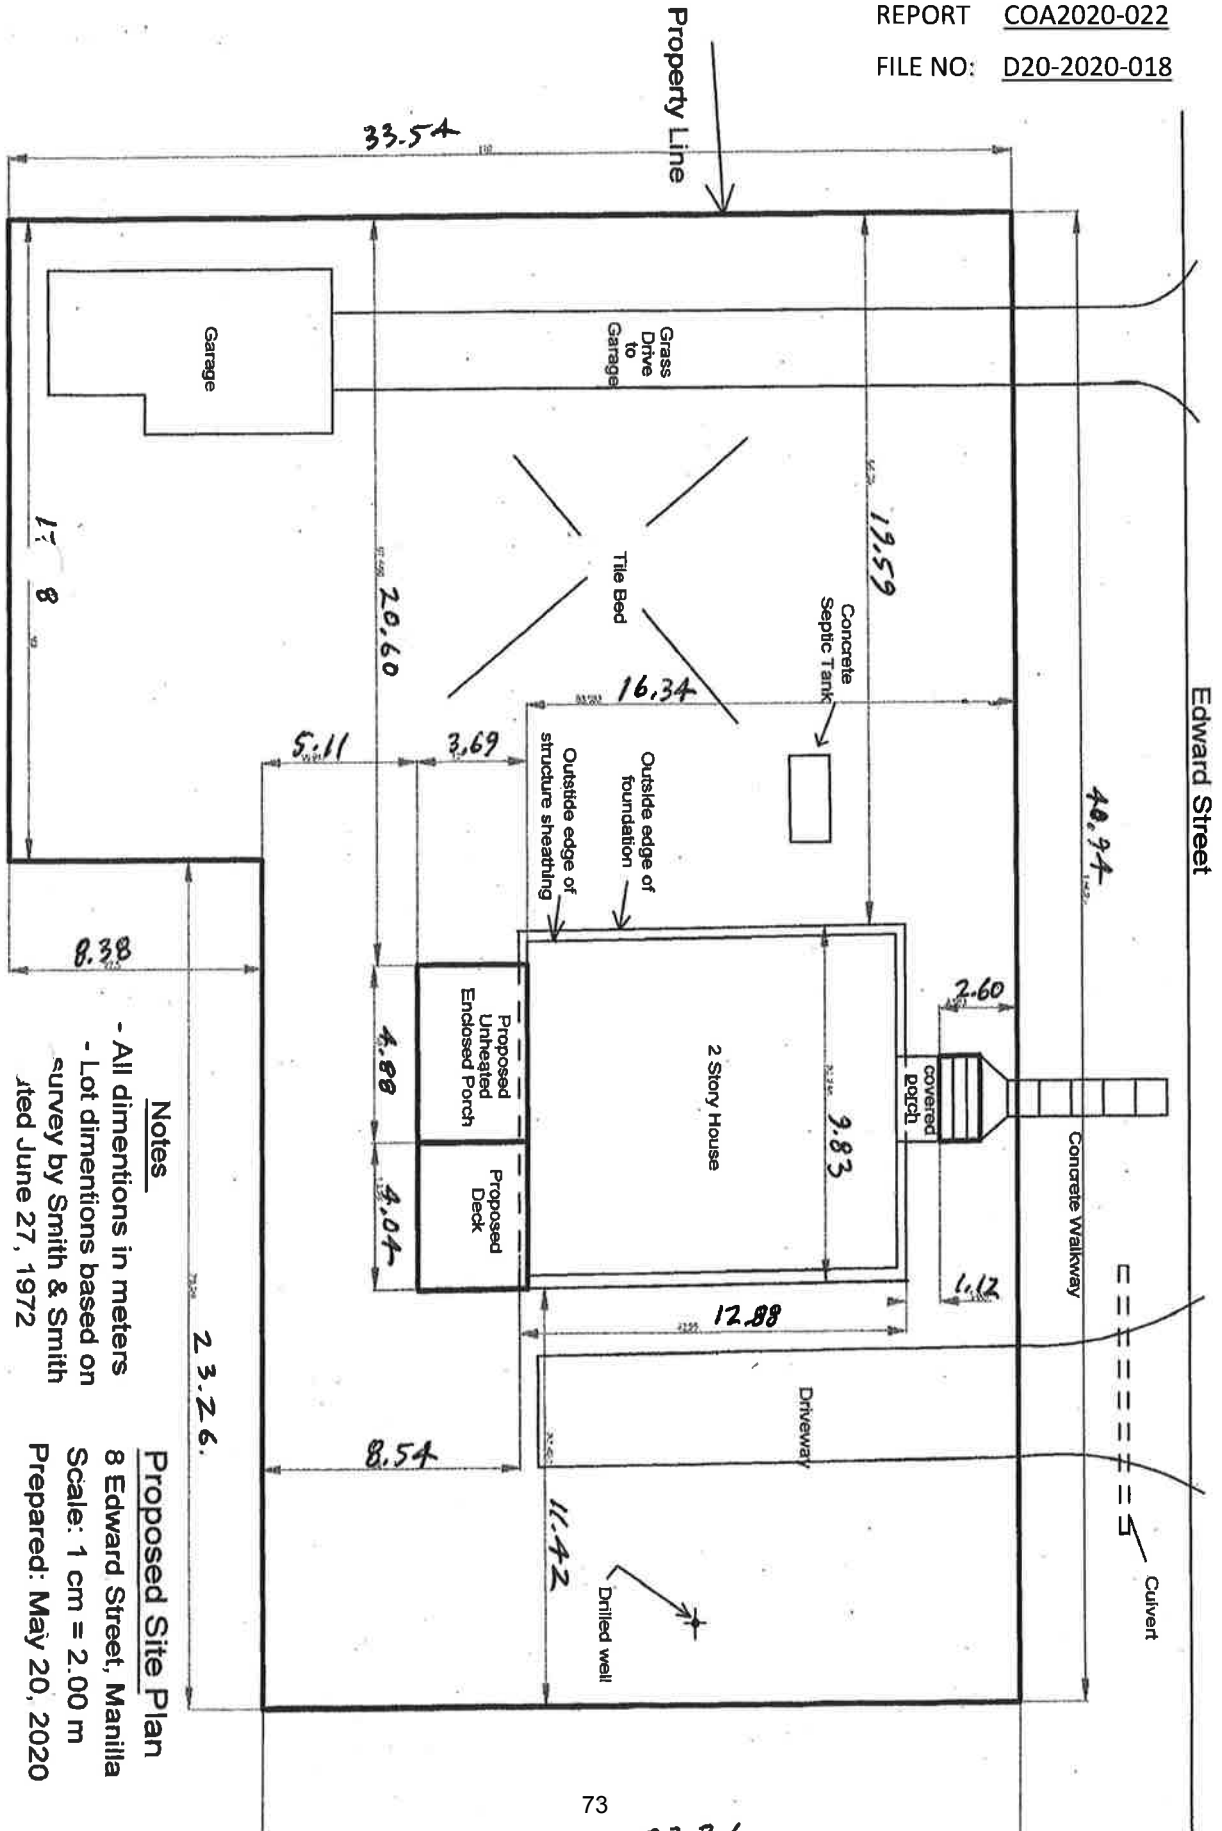 REPORT COA2020-022
FILE NO: D20-2020-018
Edward Street
Property Line
33.54
40.94
19.59
Grass
Drive
to
Garage
Garage
Tile Bed
20.60
Concrete
Septic Tank
16.34
5.11
3.69
Outside edge of
foundation
Outstide edge of
structure sheathing
8.38
2.60
covered
porch
Concrete Walkway
2 Story House
9.83
Proposed
Unheated
Enclosed Porch
Proposed
Deck
4.88
4.04
1.12
12.88
Driveway
8.54
11.42
Drilled well
Culvert
23.26.
Notes
- All dimentions in meters
- Lot dimentions based on
survey by Smith & Smith
June 27, 1972
Proposed Site Plan
8 Edward Street, Manilla
Scale: 1 cm = 2.00 m
Prepared: May 20, 2020
73